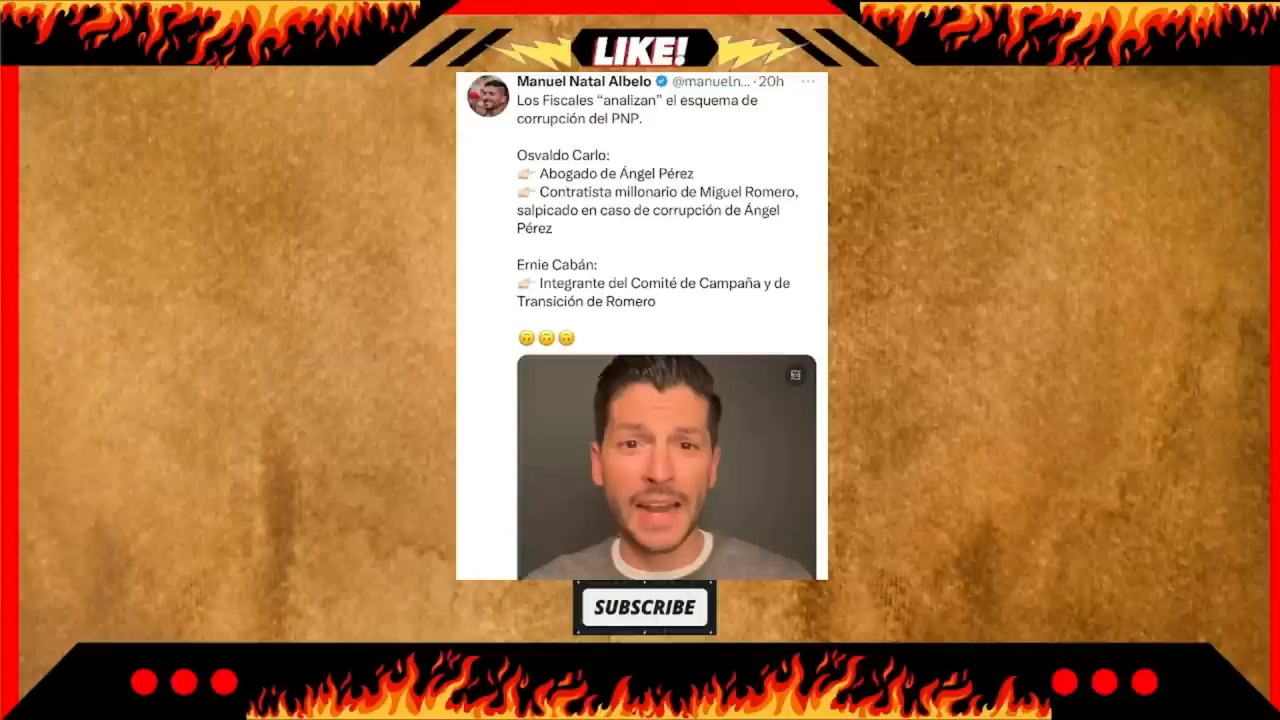 LIKE!
Manuel Natal Albelo @manueln... · 20h
Los Fiscales “analizan” el esquema de
corrupción del PNP.
Osvaldo Carlo:
👉🏻 Abogado de Ángel Pérez
👉🏻 Contratista millonario de Miguel Romero,
salpicado en caso de corrupción de Ángel
Pérez
Ernie Cabán:
👉🏻 Integrante del Comité de Campaña y de
Transición de Romero
🙃🙃🙃
SUBSCRIBE